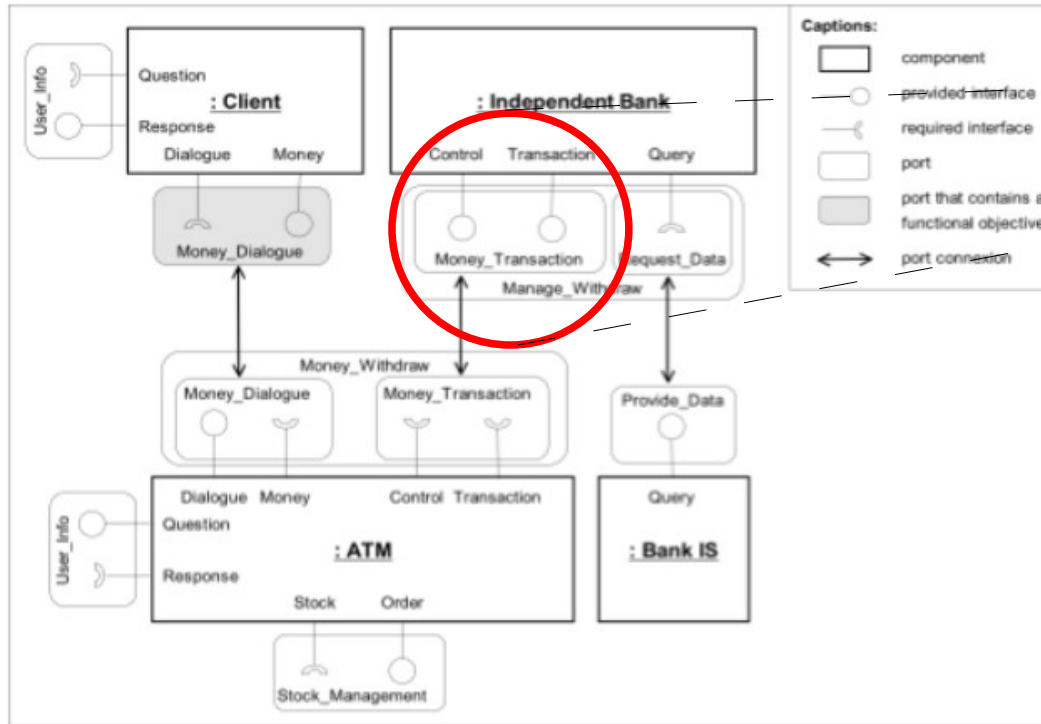 Captions:
component
provided interface
required interface
port
port that contains a
functional objective
port connexion
User_Info
Question
: Client
Response
Dialogue Money
Money_Dialogue
: Independent Bank
Control Transaction Query
Money_Transaction
Request_Data
Manage_Withdraw
Money_Withdraw
Money_Dialogue
Money_Transaction
Provide_Data
Dialogue Money Control Transaction
User_Info
Question
: ATM
Response
Stock Order
Stock_Management
Query
: Bank IS